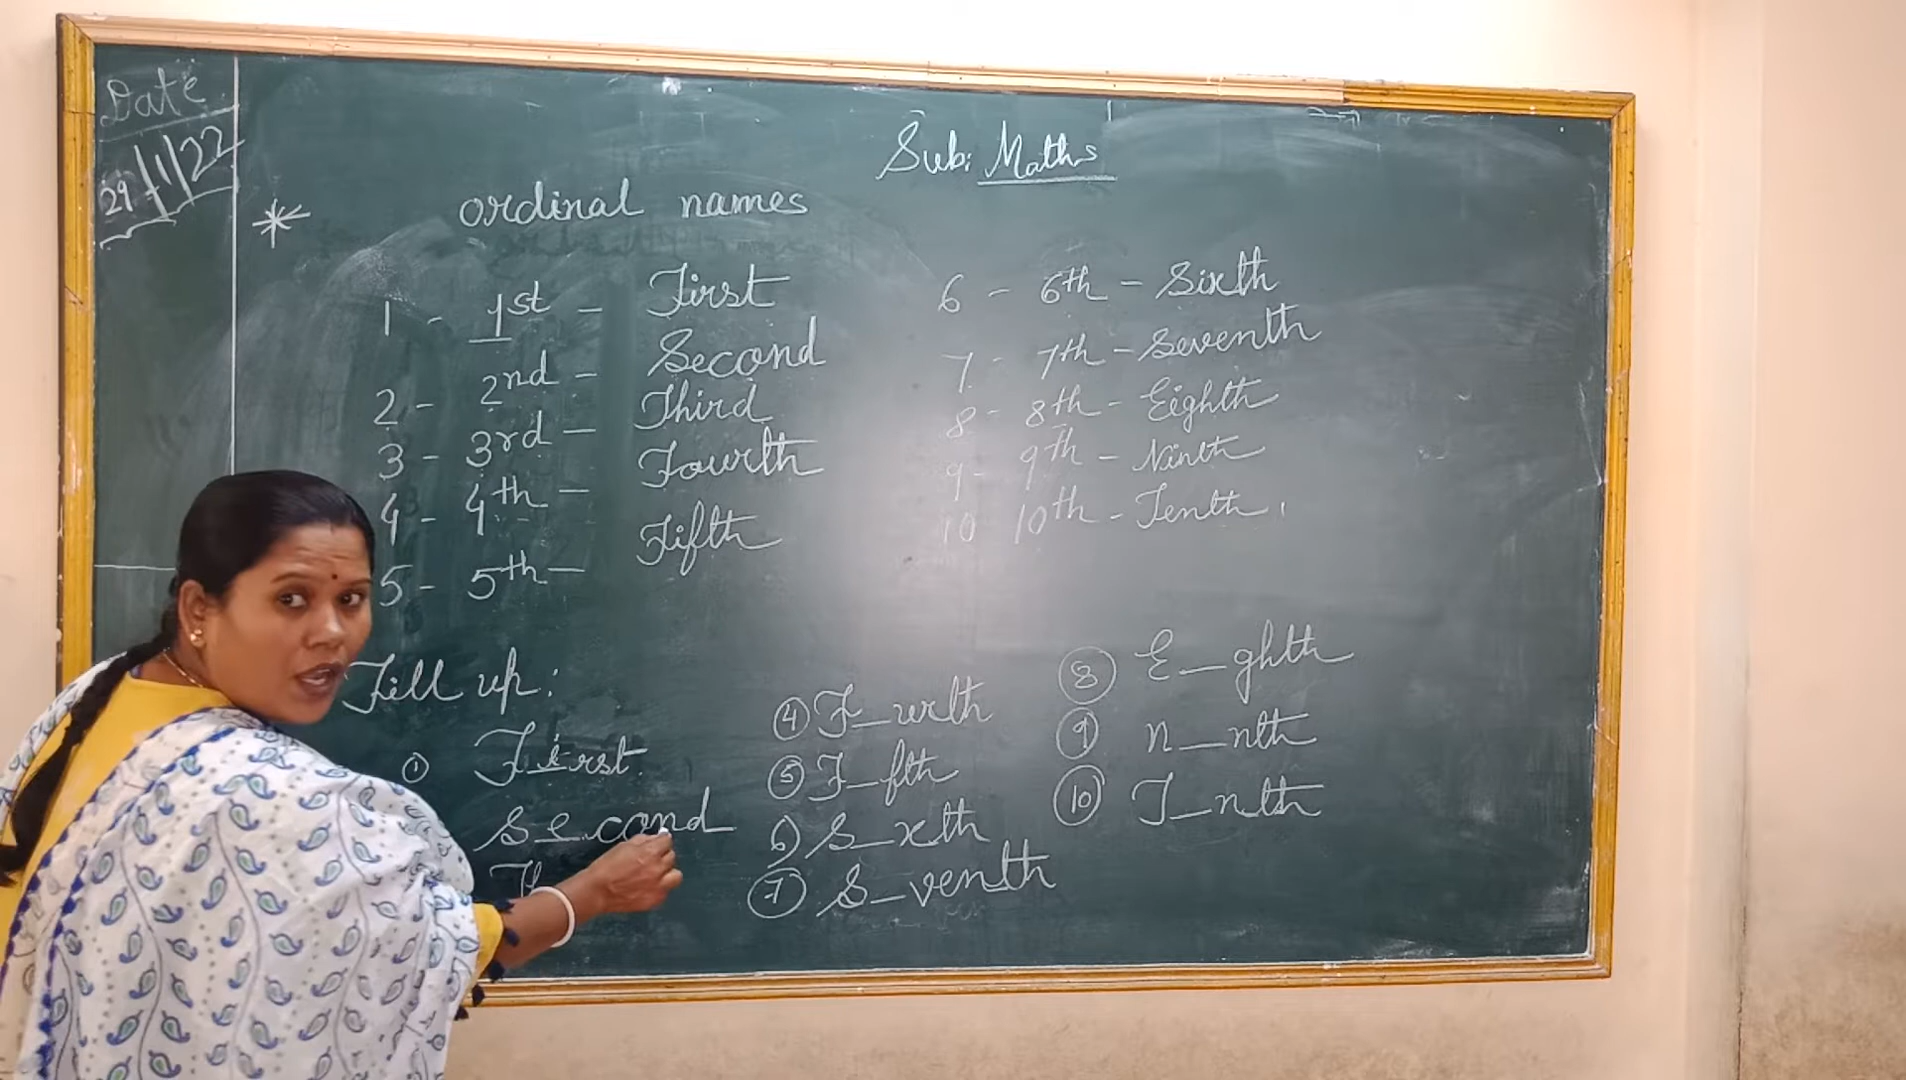 Date
29/1/22
Sub: Maths
ordinal names
1 - 1st - First
2 - 2nd - Second
3 - 3rd - Third
4 - 4th - Fourth
5 - 5th - Fifth
6 - 6th - Sixth
7 - 7th - Seventh
8 - 8th - Eighth
9 - 9th - Ninth
10 10th - Tenth.
Fill up:
① First.
Second
④ F_urth
⑤ F_fth
6) S_xth
⑦ S_venth
⑧ E_ghth
⑨ n_nth
⑩ T_nth